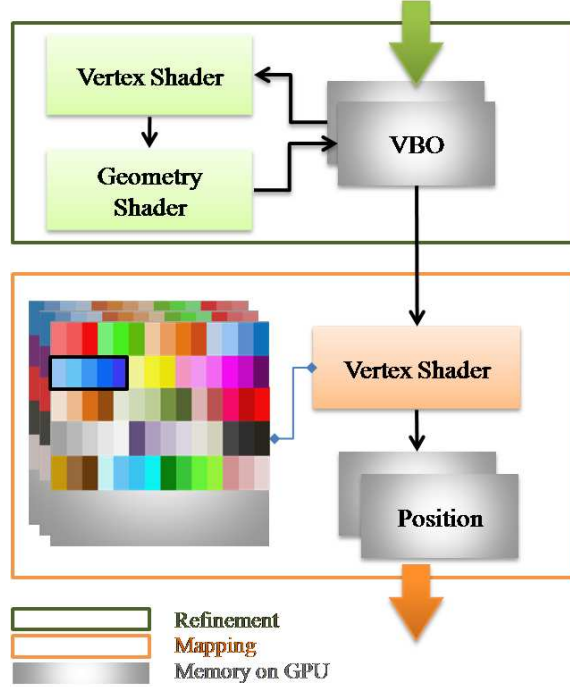 Vertex Shader
VBO
Geometry
Shader
Vertex Shader
Position
Refinement
Mapping
Memory on GPU